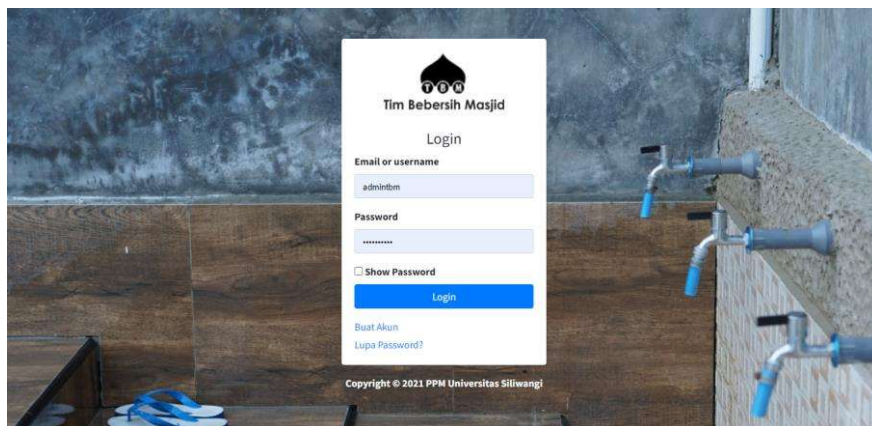 T B M
Tim Bebersih Masjid
Login
Email or username
admintbm
Password
••••••••••
Show Password
Login
Buat Akun
Lupa Password?
Copyright © 2021 PPM Universitas Siliwangi